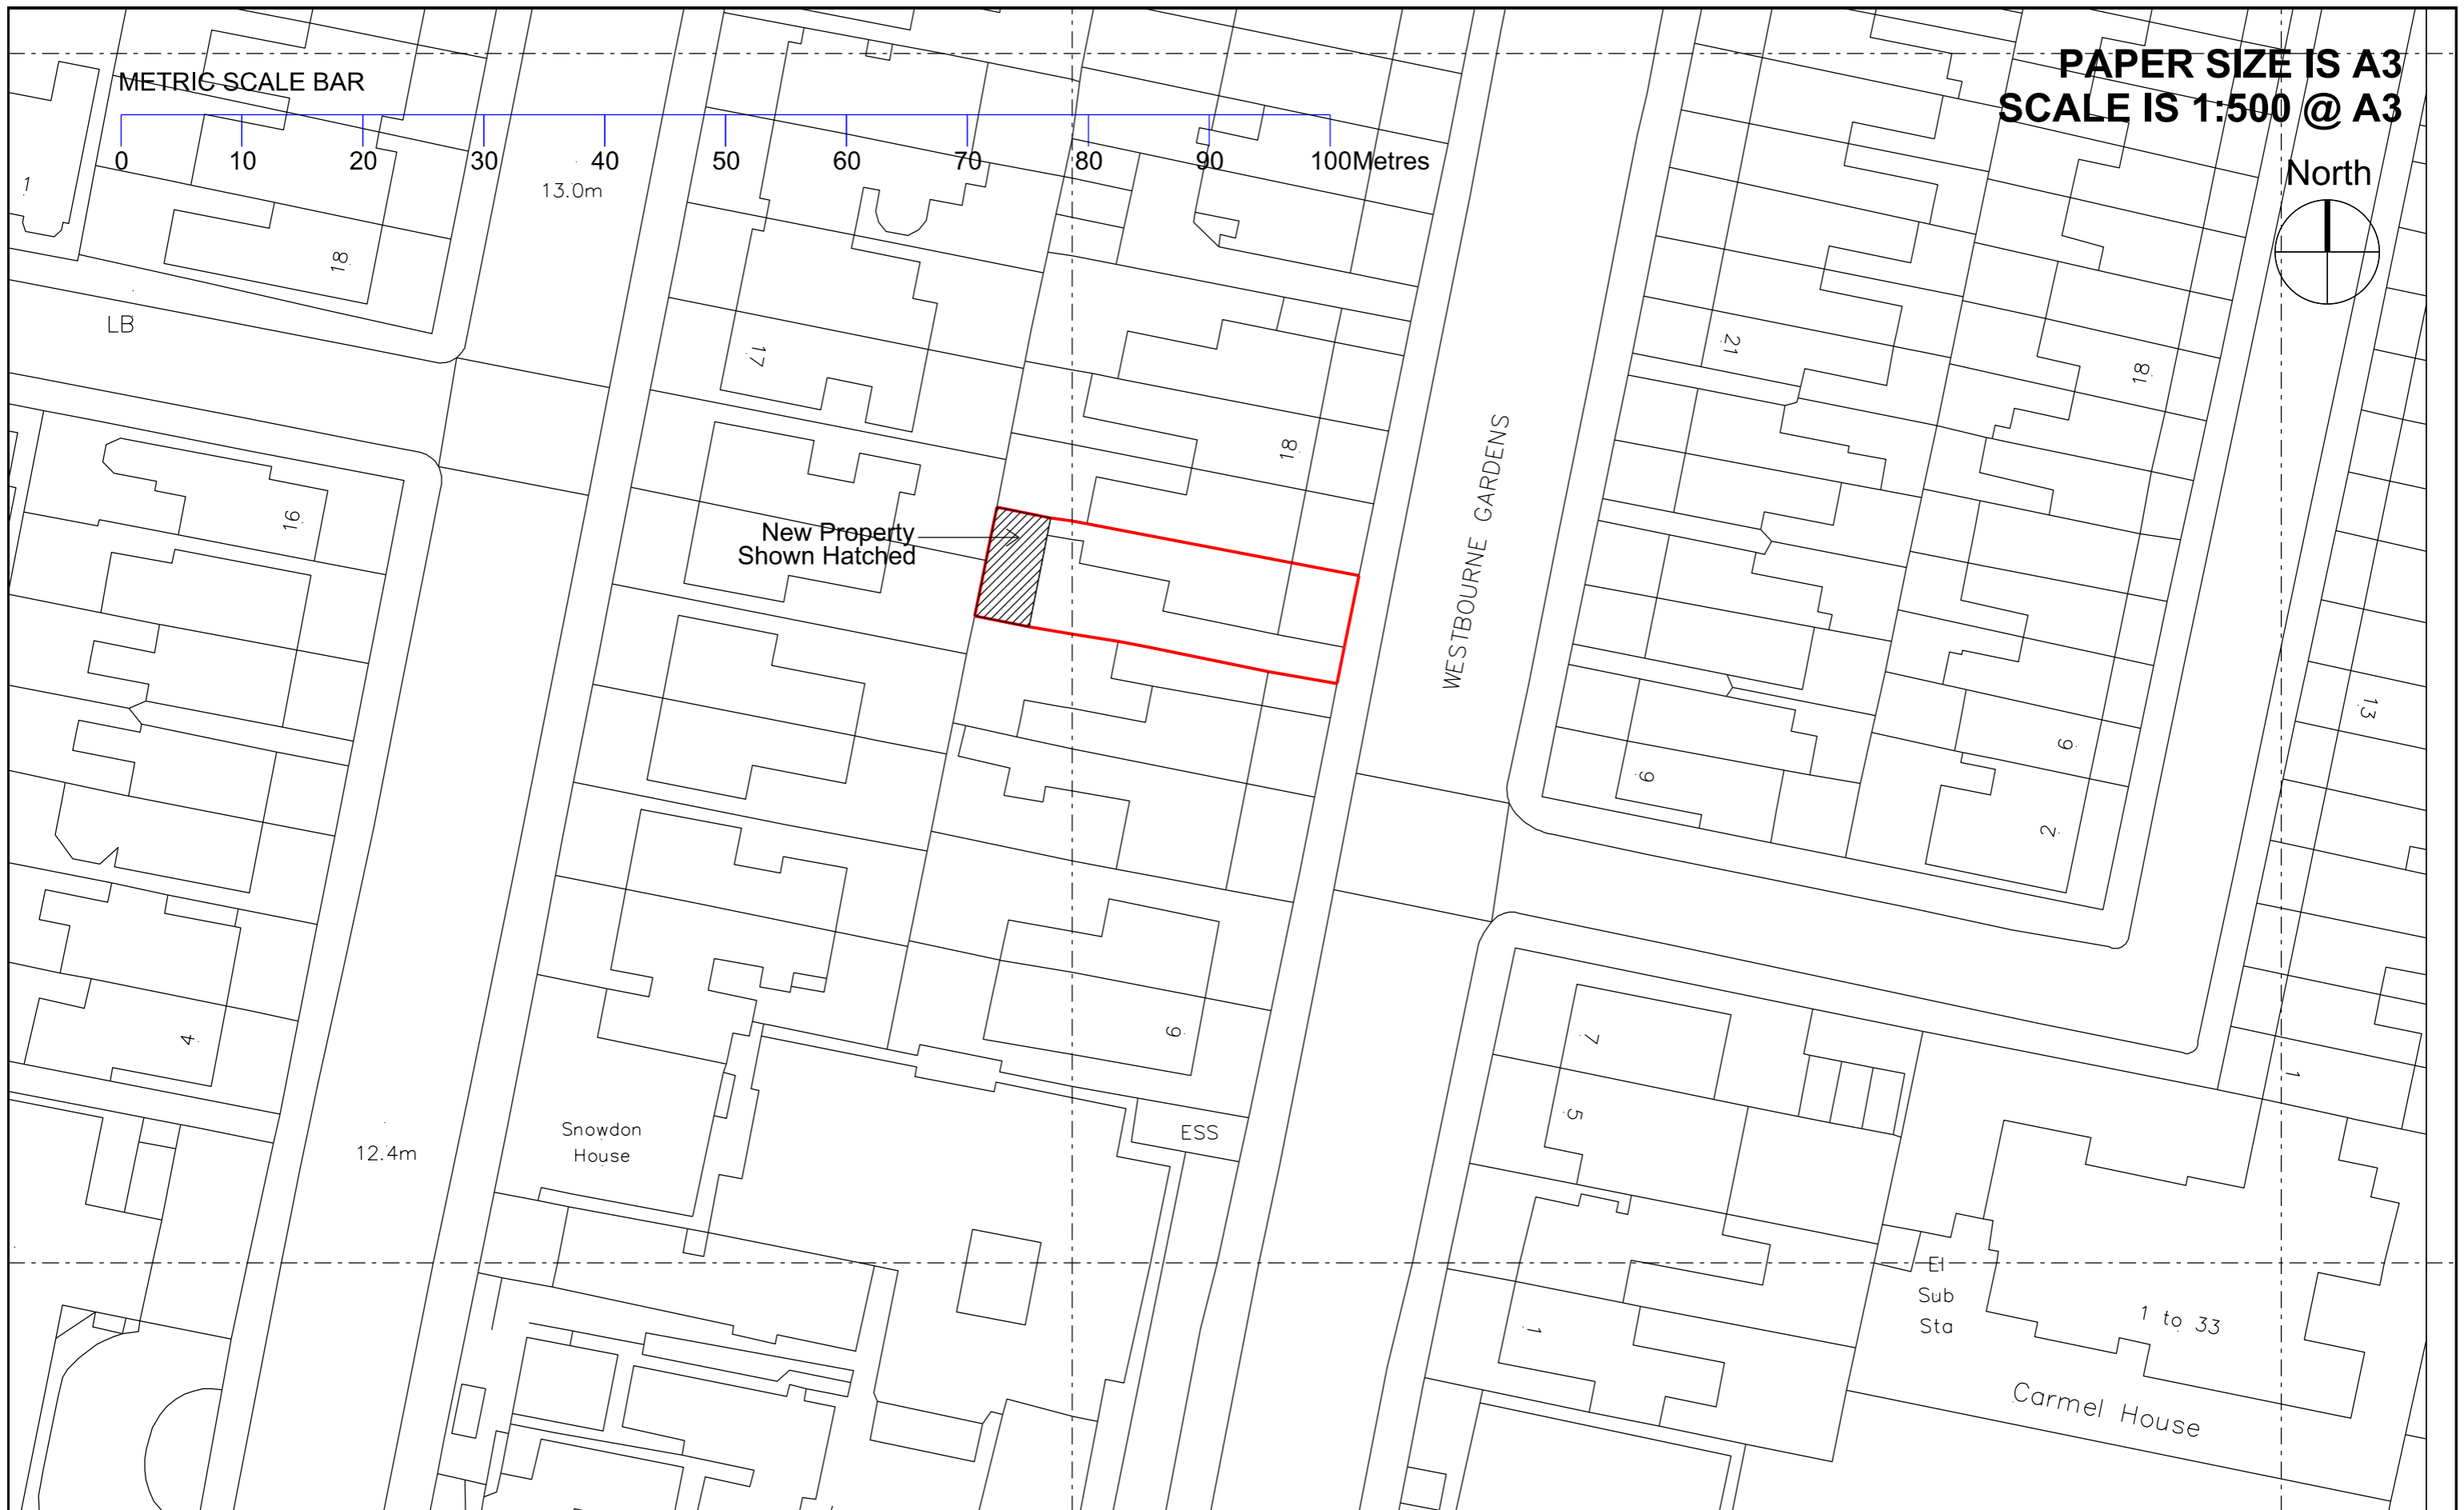 PAPER SIZE IS A3
SCALE IS 1:500 @ A3
METRIC SCALE BAR
0 10 20 30 40 50 60 70 80 90 100Metres
North
1
13.0m
18
LB
17
21
18
18
16
New Property
Shown Hatched
WESTBOURNE GARDENS
13
9
9
2
9
7
4
5
1
12.4m
Snowdon
House
ESS
El
Sub
Sta
1 to 33
1
Carmel House